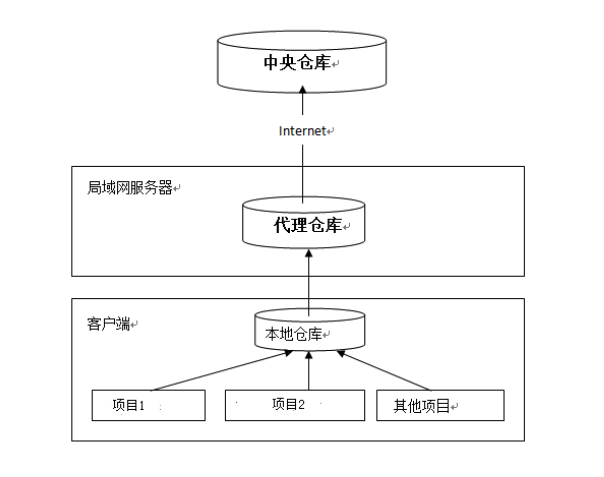 中央仓库
Internet
局域网服务器
代理仓库
客户端
本地仓库
项目1
项目2
其他项目